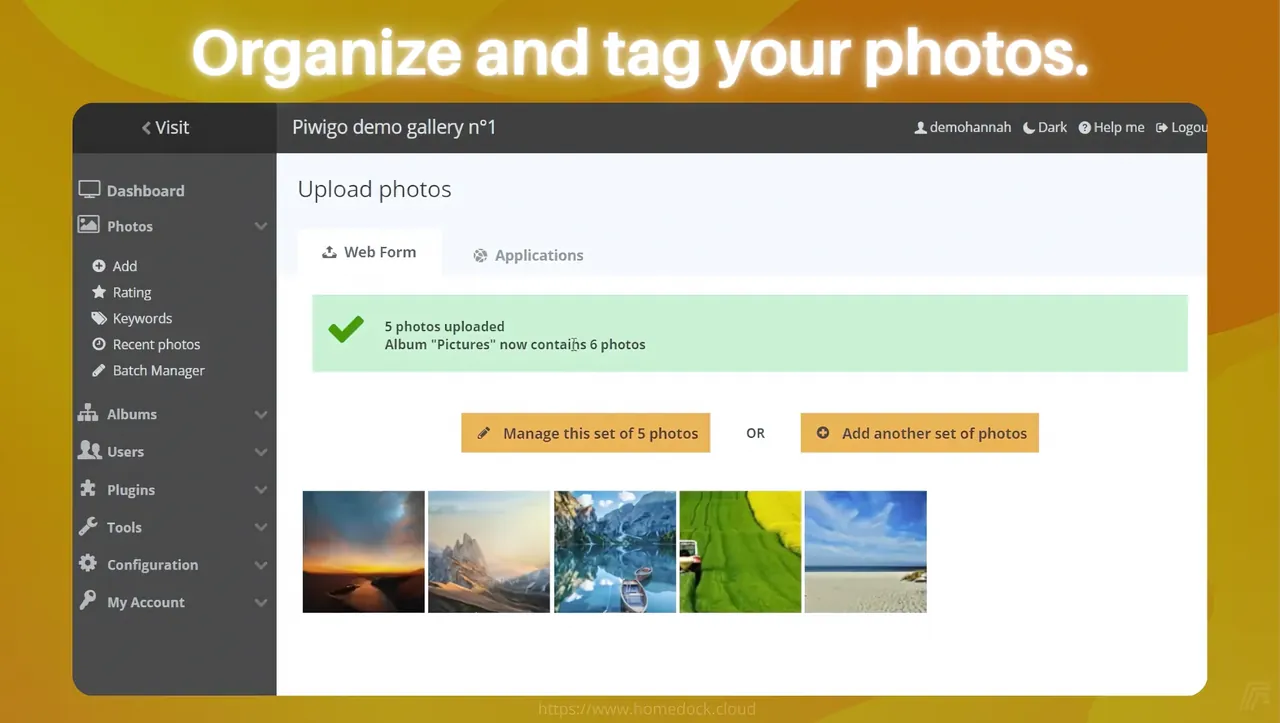 Organize and tag your photos.
Visit
Piwigo demo gallery n°1
demohannah
Dark
Help me
Logou
Dashboard
Photos
Add
Rating
Keywords
Recent photos
Batch Manager
Albums
Users
Plugins
Tools
Configuration
My Account
Upload photos
Web Form
Applications
5 photos uploaded
Album "Pictures" now contains 6 photos
Manage this set of 5 photos
OR
Add another set of photos
https://www.homedock.cloud